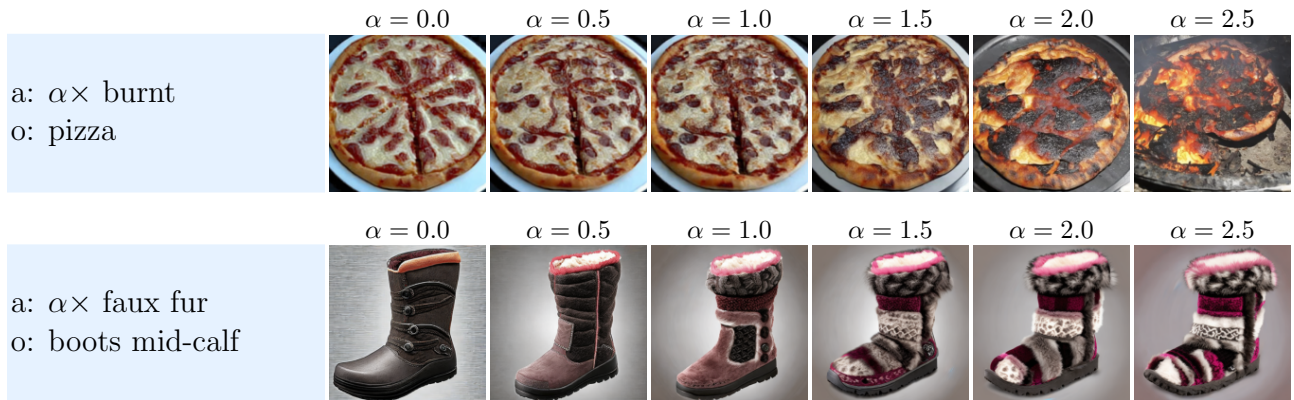 α = 0.0 α = 0.5 α = 1.0 α = 1.5 α = 2.0 α = 2.5
a: α× burnt
o: pizza
α = 0.0 α = 0.5 α = 1.0 α = 1.5 α = 2.0 α = 2.5
a: α× faux fur
o: boots mid-calf